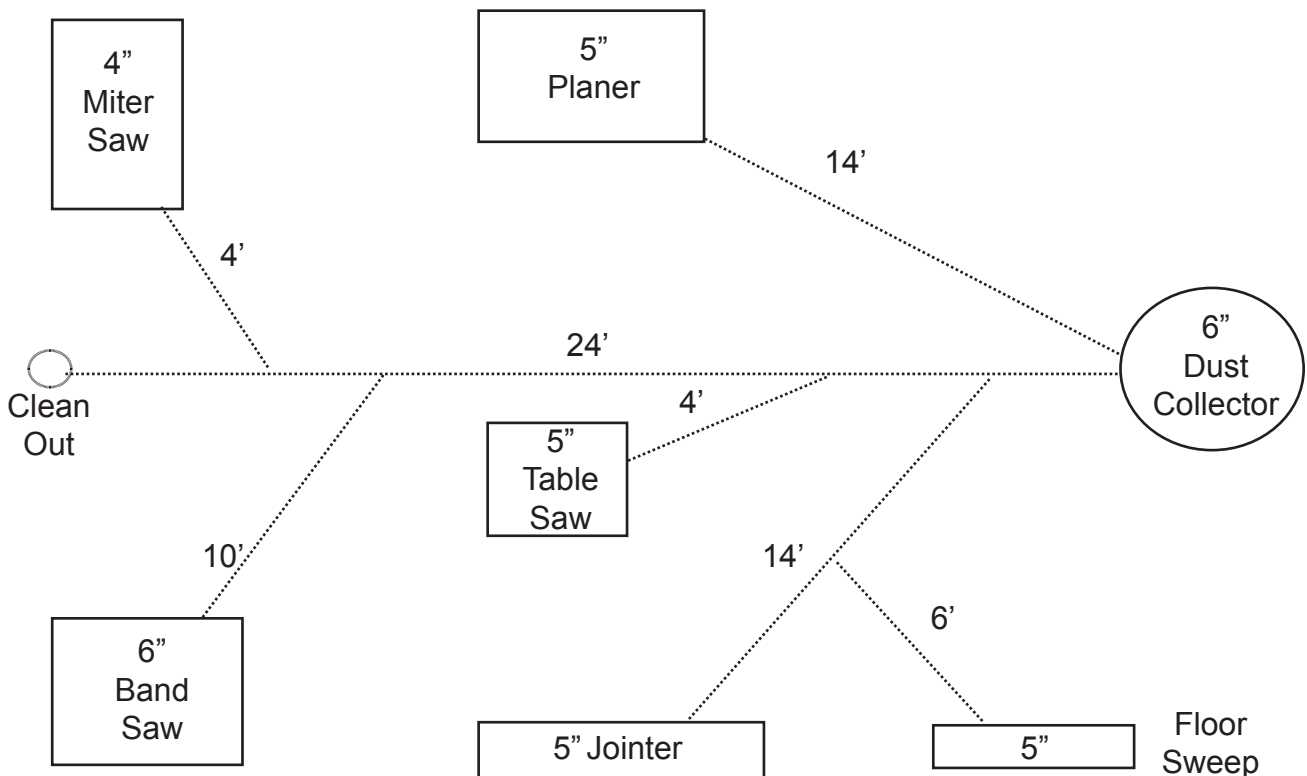 4”
Miter
Saw
5”
Planer
14’
4’
24’
6”
Dust
Collector
Clean
Out
4’
5”
Table
Saw
10’
14’
6’
6”
Band
Saw
5” Jointer
5”
Floor
Sweep